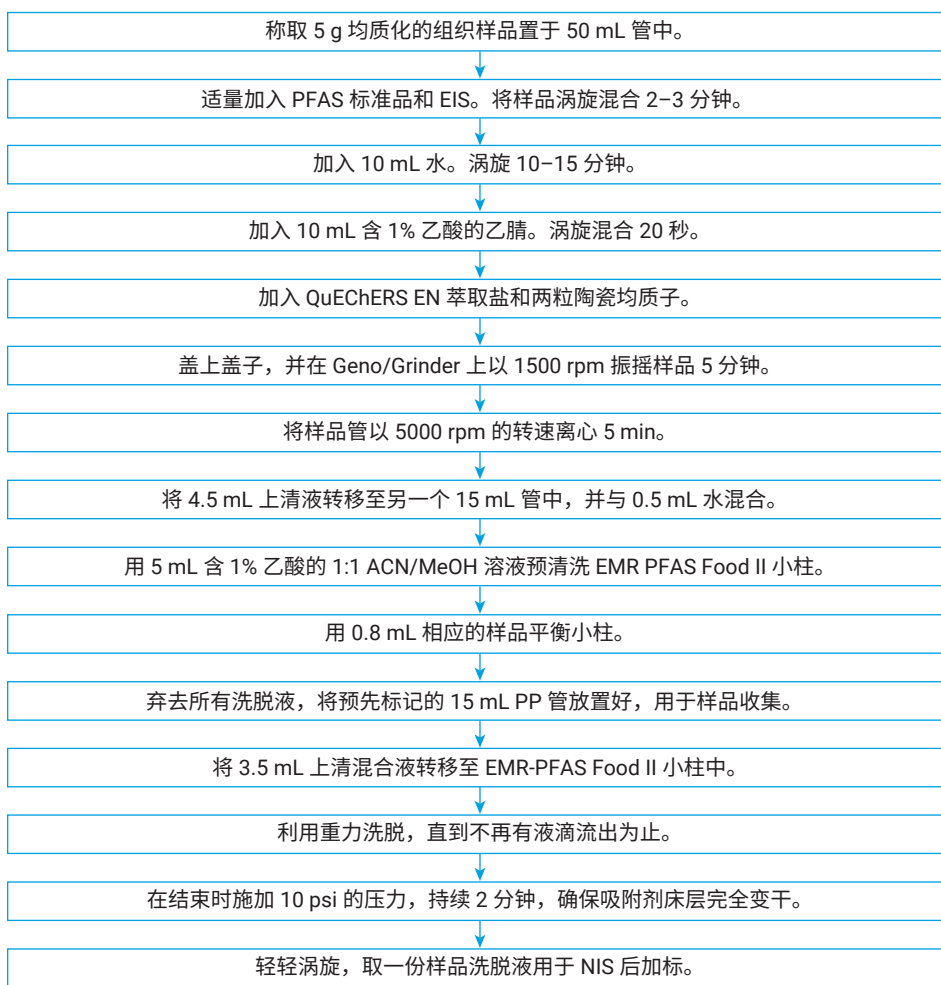 称取 5 g 均质化的组织样品置于 50 mL 管中。
适量加入 PFAS 标准品和 EIS。将样品涡旋混合 2–3 分钟。
加入 10 mL 水。涡旋 10–15 分钟。
加入 10 mL 含 1% 乙酸的乙腈。涡旋混合 20 秒。
加入 QuEChERS EN 萃取盐和两粒陶瓷均质子。
盖上盖子，并在 Geno/Grinder 上以 1500 rpm 振摇样品 5 分钟。
将样品管以 5000 rpm 的转速离心 5 min。
将 4.5 mL 上清液转移至另一个 15 mL 管中，并与 0.5 mL 水混合。
用 5 mL 含 1% 乙酸的 1:1 ACN/MeOH 溶液预清洗 EMR PFAS Food II 小柱。
用 0.8 mL 相应的样品平衡小柱。
弃去所有洗脱液，将预先标记的 15 mL PP 管放置好，用于样品收集。
将 3.5 mL 上清混合液转移至 EMR-PFAS Food II 小柱中。
利用重力洗脱，直到不再有液滴流出为止。
在结束时施加 10 psi 的压力，持续 2 分钟，确保吸附剂床层完全变干。
轻轻涡旋，取一份样品洗脱液用于 NIS 后加标。